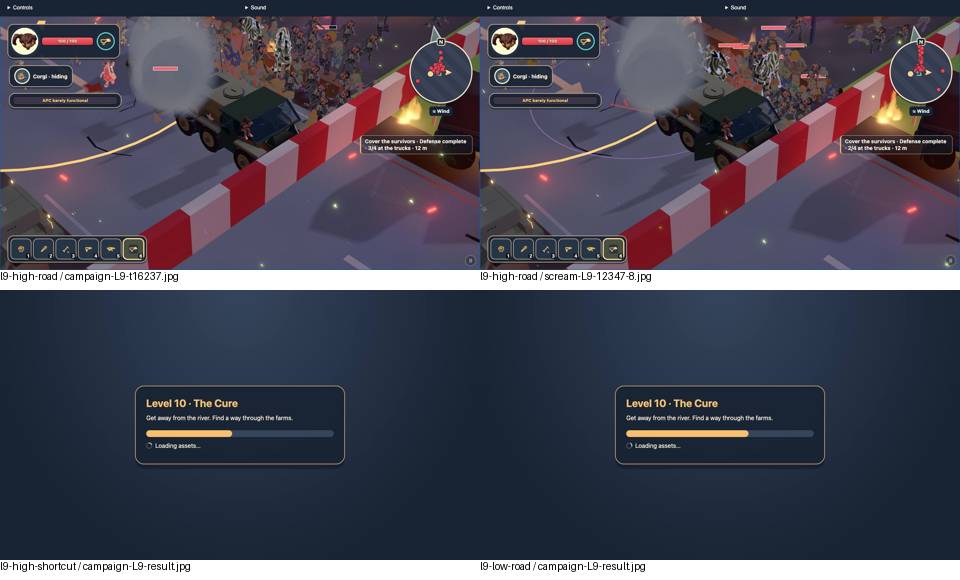 ▸ Controls
▸ Sound
100 / 100
Corgi · hiding
APC barely functional
N
Wind
Cover the survivors · Defense complete
· 3/4 at the trucks · 12 m
1 2 3 4 5 6
l9-high-road / campaign-L9-t16237.jpg
▸ Controls
▸ Sound
100 / 100
Corgi · hiding
APC barely functional
N
Wind
Cover the survivors · Defense complete
· 2/4 at the trucks · 12 m
1 2 3 4 5 6
l9-high-road / scream-L9-12347-8.jpg
Level 10 · The Cure
Get away from the river. Find a way through the farms.
Loading assets...
l9-high-shortcut / campaign-L9-result.jpg
Level 10 · The Cure
Get away from the river. Find a way through the farms.
Loading assets...
l9-low-road / campaign-L9-result.jpg